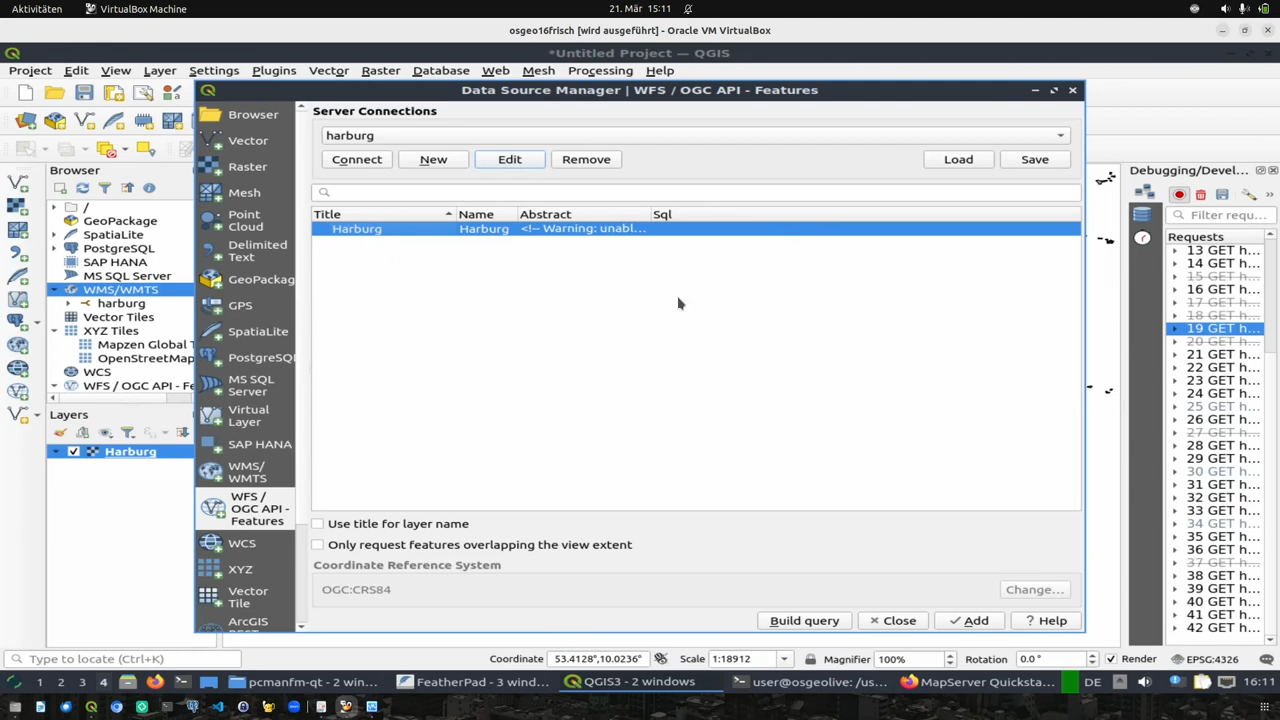 Aktivitäten
VirtualBox Machine
21. Mär 15:11
osgeo16frisch [wird ausgeführt] - Oracle VM VirtualBox
*Untitled Project — QGIS
Project Edit View Layer Settings Plugins Vector Raster Database Web Mesh Processing Help
Data Source Manager | WFS / OGC API - Features
Browser
/
GeoPackage
SpatiaLite
PostgreSQL
SAP HANA
MS SQL Server
WMS/WMTS
harburg
Vector Tiles
XYZ Tiles
Mapzen Global T
OpenStreetMap
WCS
WFS / OGC API - Fea
Layers
Harburg
Browser
Vector
Raster
Mesh
Point
Cloud
Delimited
Text
GeoPackag
GPS
SpatiaLite
PostgreSQL
MS SQL
Server
Virtual
Layer
SAP HANA
WMS/
WMTS
WFS /
OGC API -
Features
WCS
XYZ
Vector
Tile
ArcGIS
Server Connections
harburg
Connect New Edit Remove Load Save
Title Name Abstract Sql
Harburg Harburg <!-- Warning: unabl...
Use title for layer name
Only request features overlapping the view extent
Coordinate Reference System
OGC:CRS84
Change...
Build query Close Add ? Help
Debugging/Devel...
Filter requ...
Requests
13 GET h...
14 GET h...
15 GET h...
16 GET h...
17 GET h...
18 GET h...
19 GET h...
20 GET h...
21 GET h...
22 GET h...
23 GET h...
24 GET h...
25 GET h...
26 GET h...
27 GET h...
28 GET h...
29 GET h...
30 GET h...
31 GET h...
32 GET h...
33 GET h...
34 GET h...
35 GET h...
36 GET h...
37 GET h...
38 GET h...
39 GET h...
40 GET h...
41 GET h...
42 GET h...
Type to locate (Ctrl+K)
Coordinate 53.4128°,10.0236° Scale 1:18912 Magnifier 100% Rotation 0.0° Render EPSG:4326
1 2 3 4 pcmanfm-qt - 2 win... FeatherPad - 3 wind... QGIS3 - 2 windows user@osgeolive: /us... MapServer Quicksta... DE 16:11